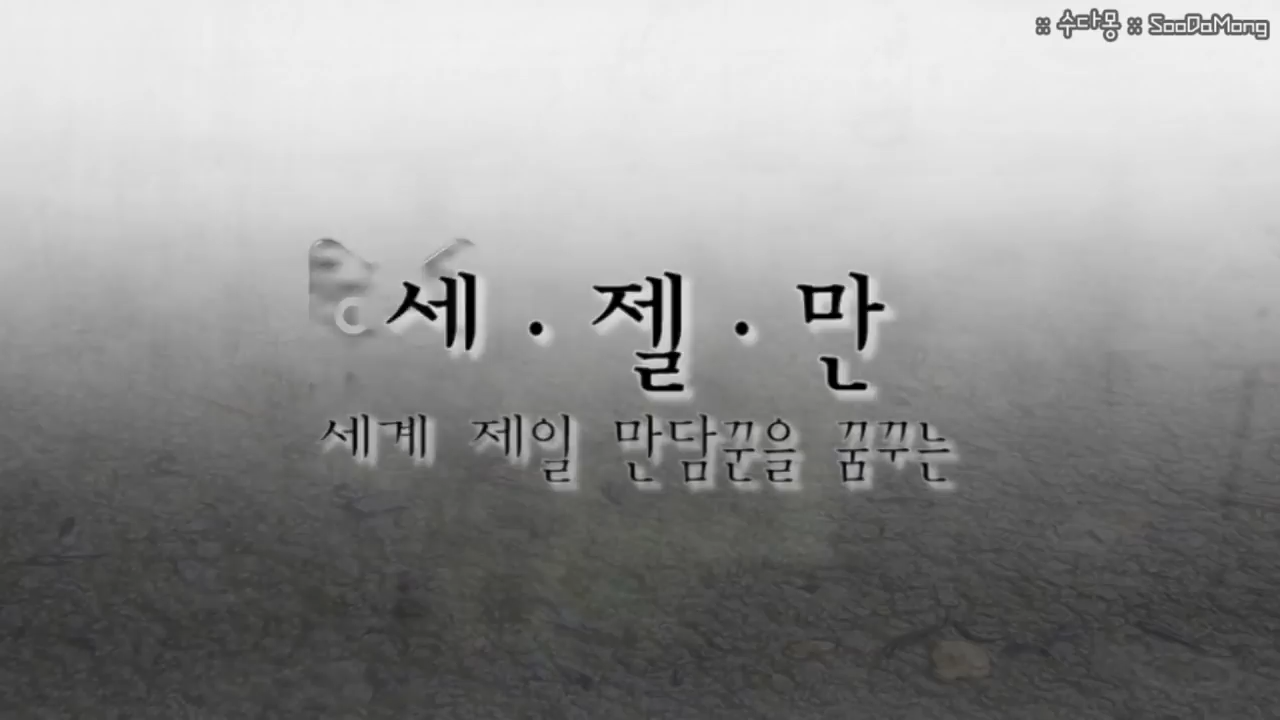 :: 수다몽 :: SooDaMong
세 · 젤 · 만
세계 제일 만담꾼을 꿈꾸는